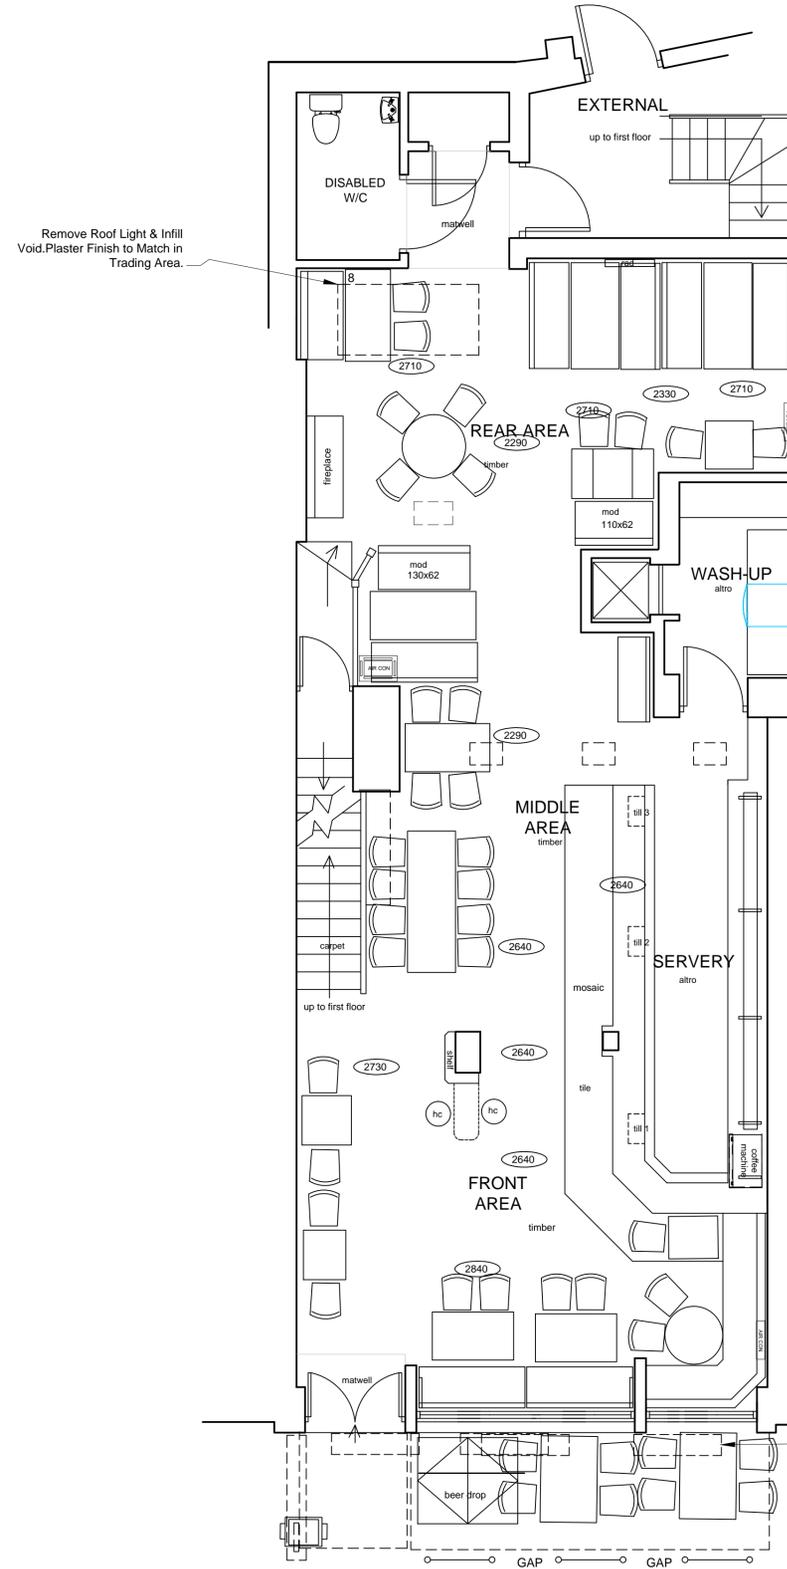 EXTERNAL
up to first floor
DISABLED
W/C
matwell
Remove Roof Light & Infill
Void.Plaster Finish to Match in
Trading Area.
8
rad
2710
2330
2710
2710
REAR AREA
2290
timber
fireplace
mod
110x62
mod
130x62
WASH-UP
altro
AIR CON
2290
MIDDLE
AREA
timber
till 3
2640
carpet
2640
till 2
SERVERY
altro
mosaic
up to first floor
shelf
2640
2730
tile
hc
hc
till 1
2640
coffee
machine
FRONT
AREA
timber
2840
AIR CON
matwell
beer drop
GAP
GAP